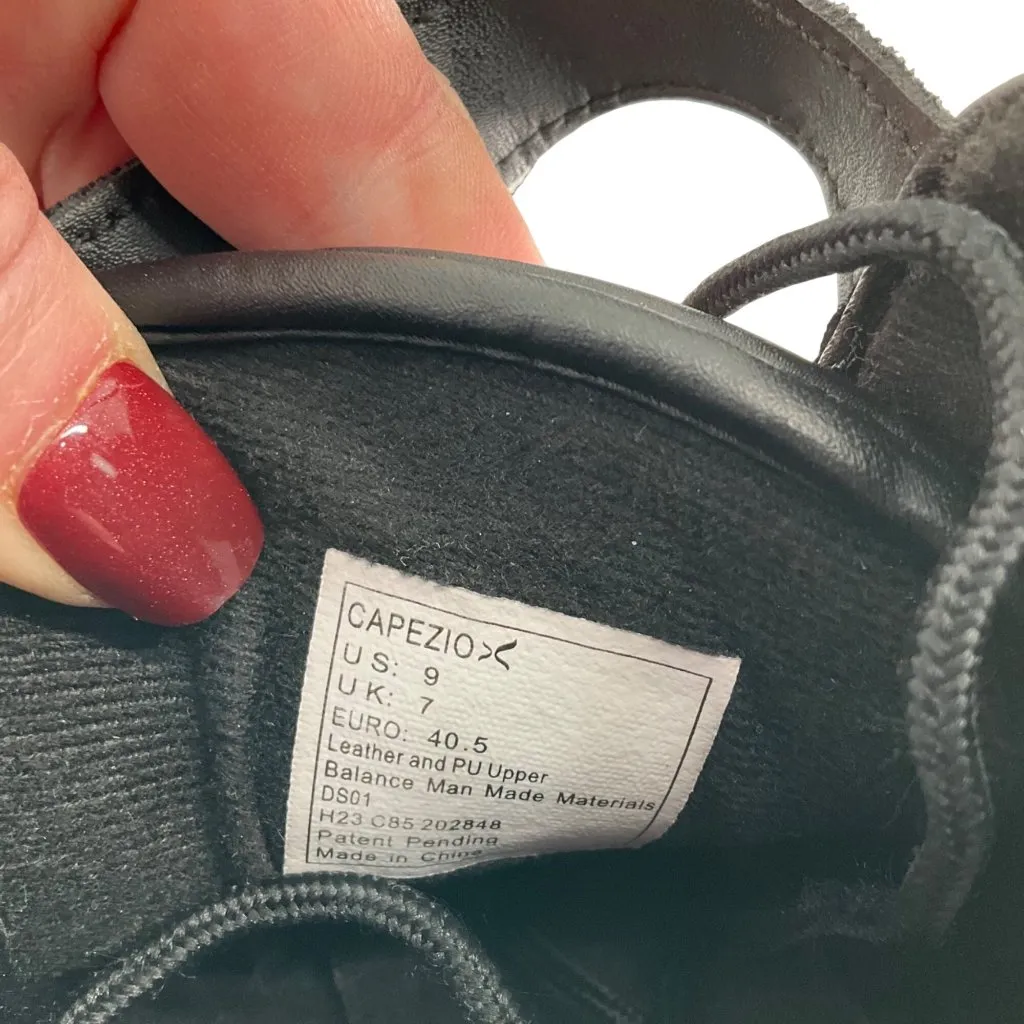 CAPEZIO
US: 9
UK: 7
EURO: 40.5
Leather and PU Upper
Balance Man Made Materials
DS01
H23 C85 202848
Patent Pending
Made in China